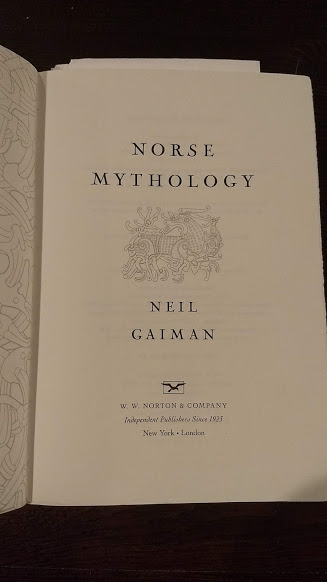 NORSE
MYTHOLOGY
NEIL
GAIMAN
W. W. NORTON & COMPANY
Independent Publishers Since 1923
New York • London